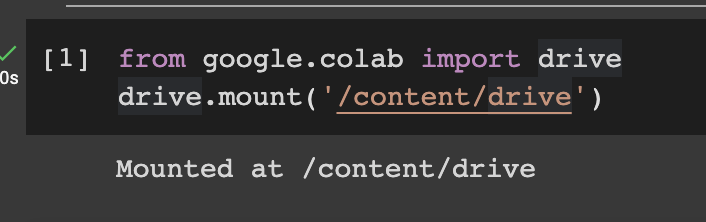 [1] from google.colab import drive
0s drive.mount('/content/drive')
Mounted at /content/drive